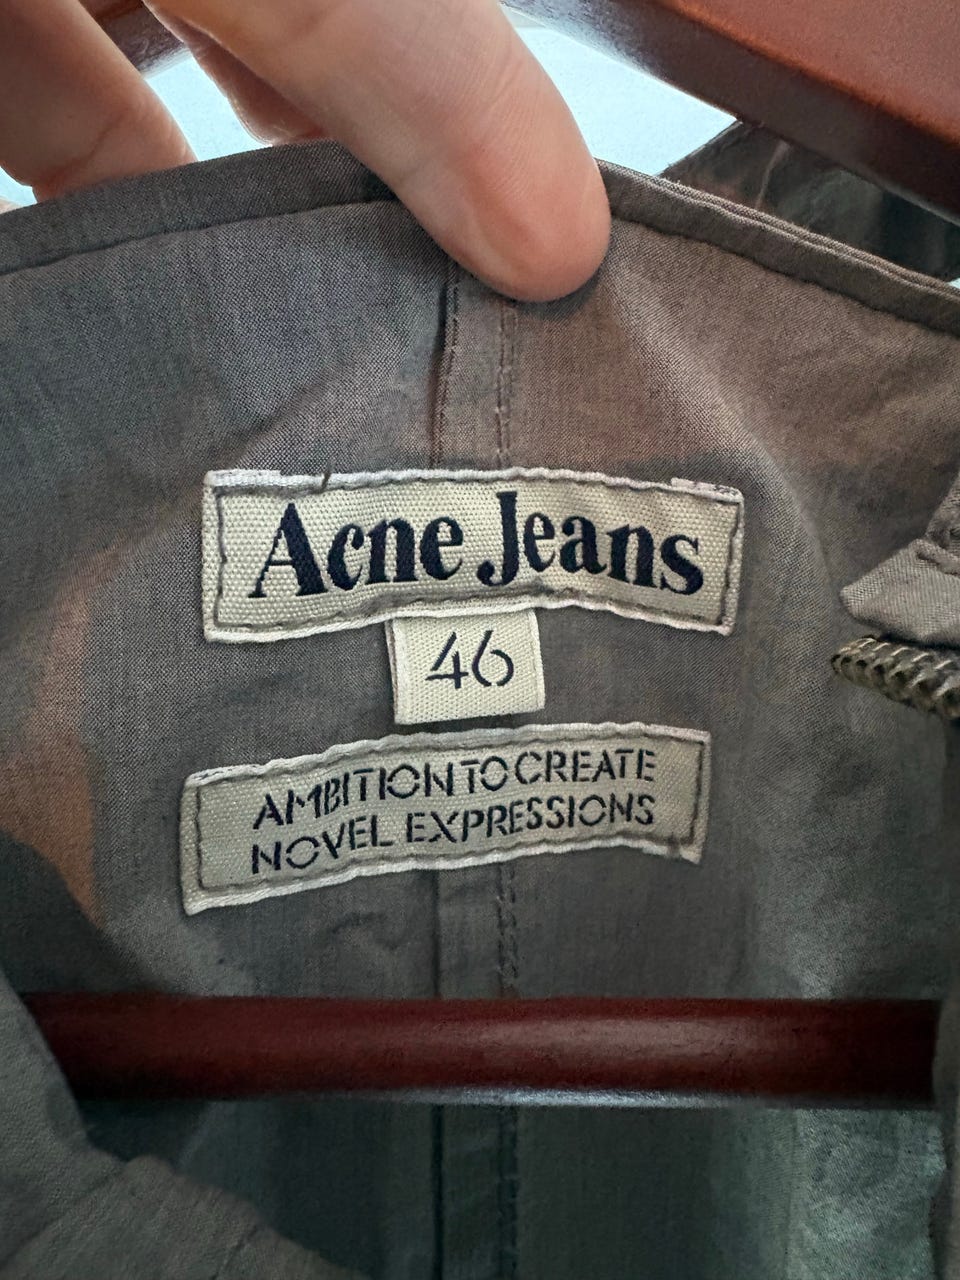 Acne Jeans
46
AMBITION TO CREATE
NOVEL EXPRESSIONS